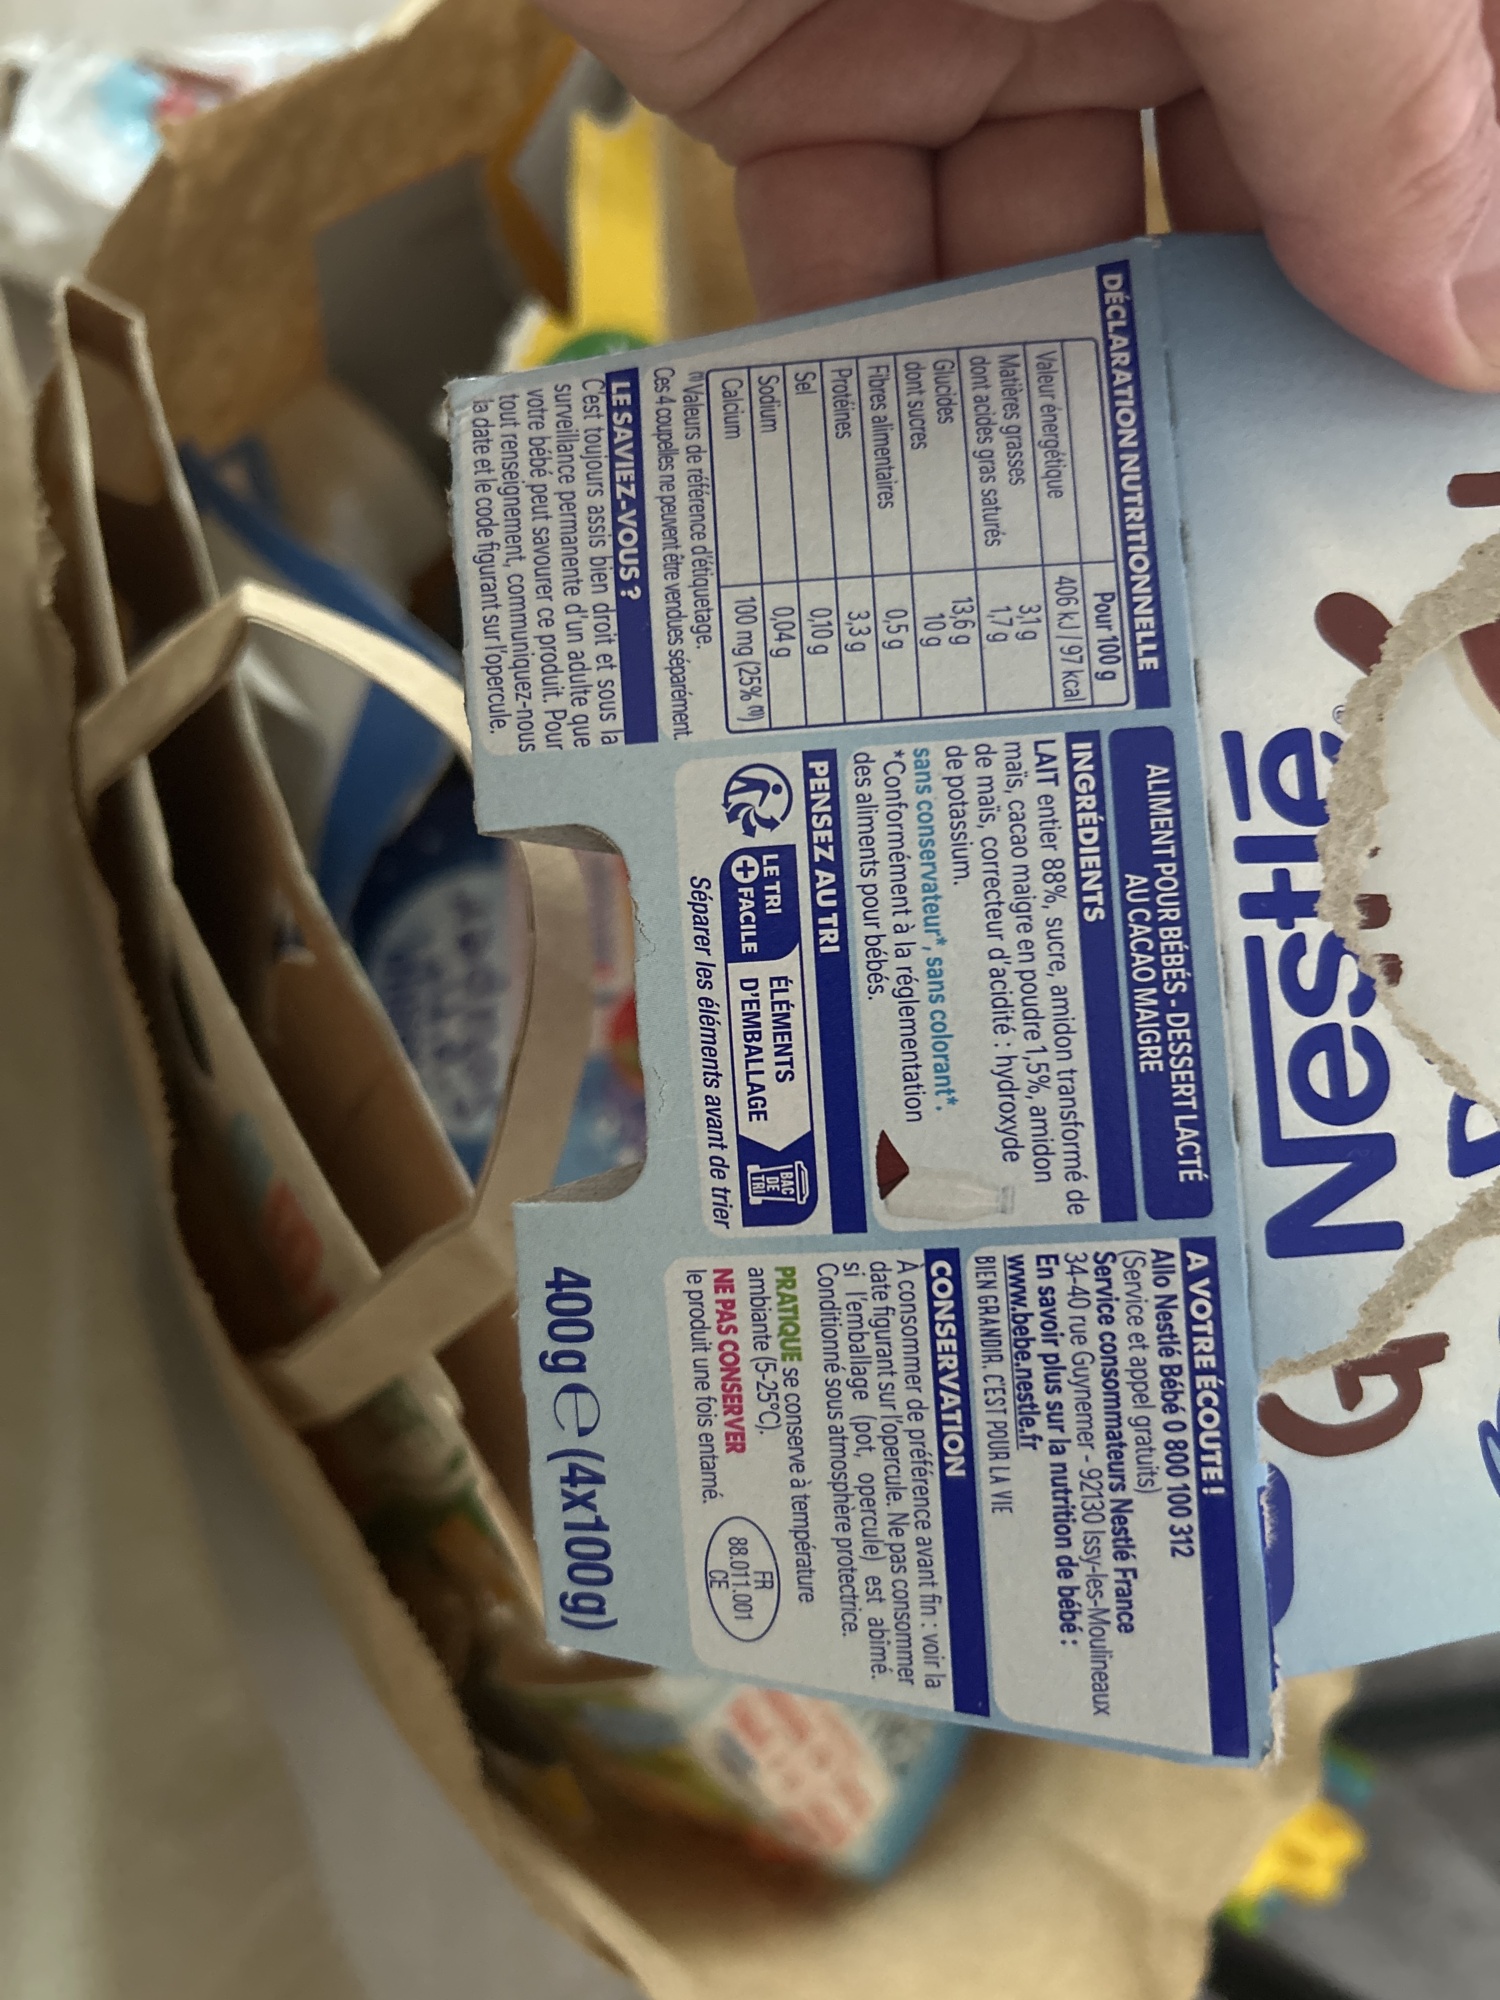 Nestlé
DÉCLARATION NUTRITIONNELLE
Pour 100 g
Valeur énergétique 406 kJ / 97 kcal
Matières grasses 3,1 g
dont acides gras saturés 1,7 g
Glucides 13,6 g
dont sucres 10 g
Fibres alimentaires 0,5 g
Protéines 3,3 g
Sel 0,10 g
Sodium 0,04 g
Calcium 100 mg (25% ⁽¹⁾)
⁽¹⁾ Valeurs de référence d'étiquetage.
Ces 4 coupelles ne peuvent être vendues séparément.
LE SAVIEZ-VOUS ?
C'est toujours assis bien droit et sous la
surveillance permanente d'un adulte que
votre bébé peut savourer ce produit. Pour
tout renseignement, communiquez-nous
la date et le code figurant sur l'opercule.
ALIMENT POUR BÉBÉS - DESSERT LACTÉ
AU CACAO MAIGRE
INGRÉDIENTS
LAIT entier 88%, sucre, amidon transformé de
maïs, cacao maigre en poudre 1,5%, amidon
de maïs, correcteur d'acidité : hydroxyde
de potassium.
sans conservateur*, sans colorant*.
*Conformément à la réglementation
des aliments pour bébés.
PENSEZ AU TRI
LE TRI
+ FACILE
ÉLÉMENTS
D'EMBALLAGE
BAC
DE
TRI
Séparer les éléments avant de trier
A VOTRE ÉCOUTE !
Allo Nestlé Bébé 0 800 100 312
(Service et appel gratuits)
Service consommateurs Nestlé France
34-40 rue Guynemer - 92130 Issy-les-Moulineaux
En savoir plus sur la nutrition de bébé :
www.bebe.nestle.fr
BIEN GRANDIR, C'EST POUR LA VIE
CONSERVATION
À consommer de préférence avant fin : voir la
date figurant sur l'opercule. Ne pas consommer
si l'emballage (pot, opercule) est abîmé.
Conditionné sous atmosphère protectrice.
PRATIQUE se conserve à température
ambiante (5-25°C).
NE PAS CONSERVER
le produit une fois entamé.
FR
88.011.001
CE
400g e (4x100g)